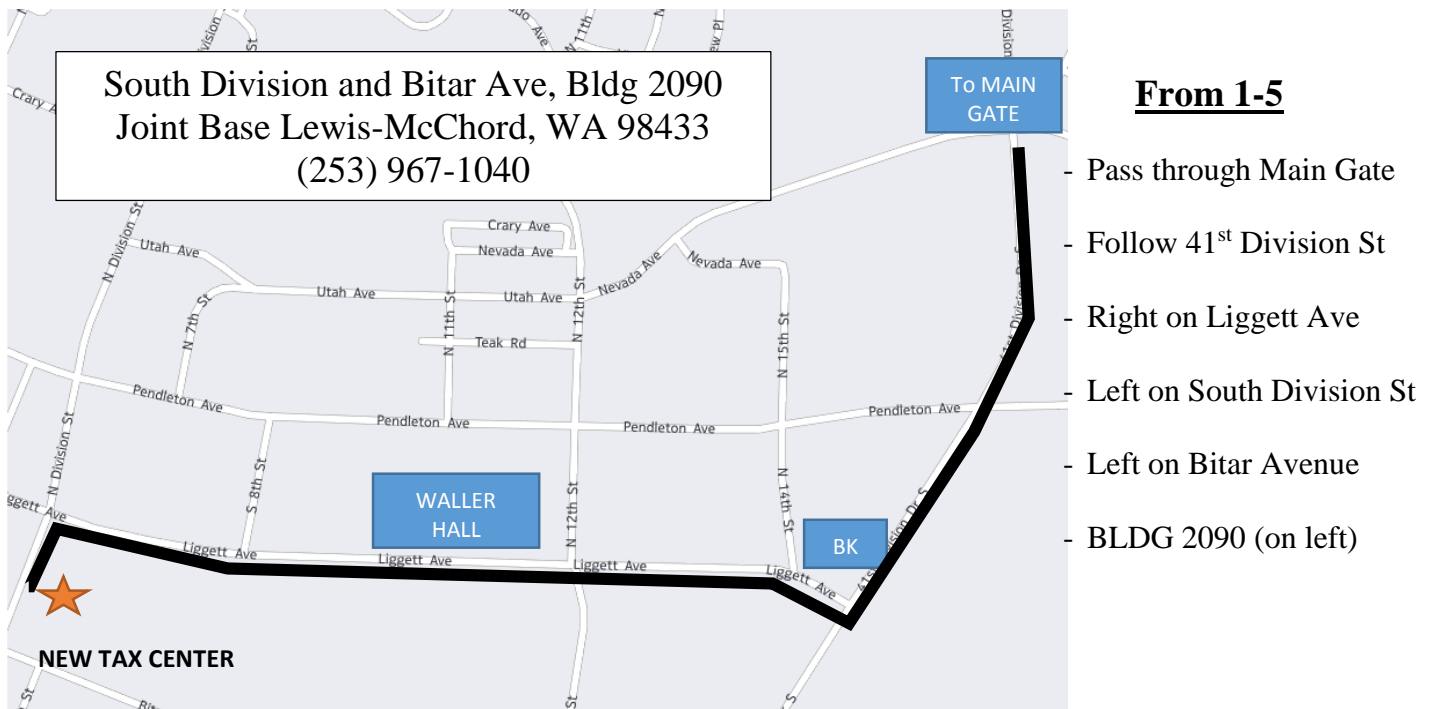 South Division and Bitar Ave, Bldg 2090
Joint Base Lewis-McChord, WA 98433
(253) 967-1040
To MAIN
GATE
From 1-5
- Pass through Main Gate
- Follow 41st Division St
- Right on Liggett Ave
- Left on South Division St
- Left on Bitar Avenue
- BLDG 2090 (on left)
Division
N 11th
Crary
N Division St
Utah Ave
N 7th St
Utah Ave
Utah Ave
Crary Ave
Nevada Ave
N 11th St
N 12th St
Teak Rd
Nevada Ave
Nevada Ave
N 15th St
Pendleton Ave
Pendleton Ave
Pendleton Ave
Pendleton Ave
N Division St
S 8th St
WALLER
HALL
N 12th St
N 14th St
BK
Liggett Ave
Liggett Ave
Liggett Ave
Liggett Ave
NEW TAX CENTER
St
St
S